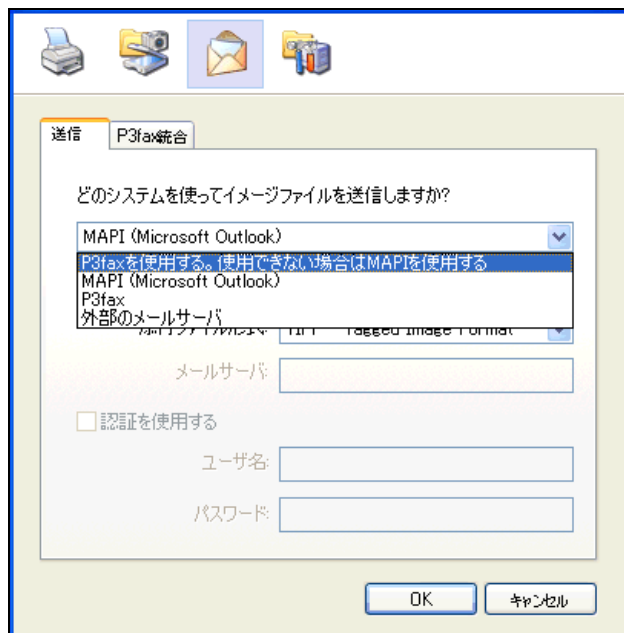 送信
P3fax統合
どのシステムを使ってイメージファイルを送信しますか?
MAPI (Microsoft Outlook)
P3faxを使用する。使用できない場合はMAPIを使用する
MAPI (Microsoft Outlook)
P3fax
外部のメールサーバ
Tagged Image Format
メールサーバ:
認証を使用する
ユーザ名:
パスワード:
OK
キャンセル